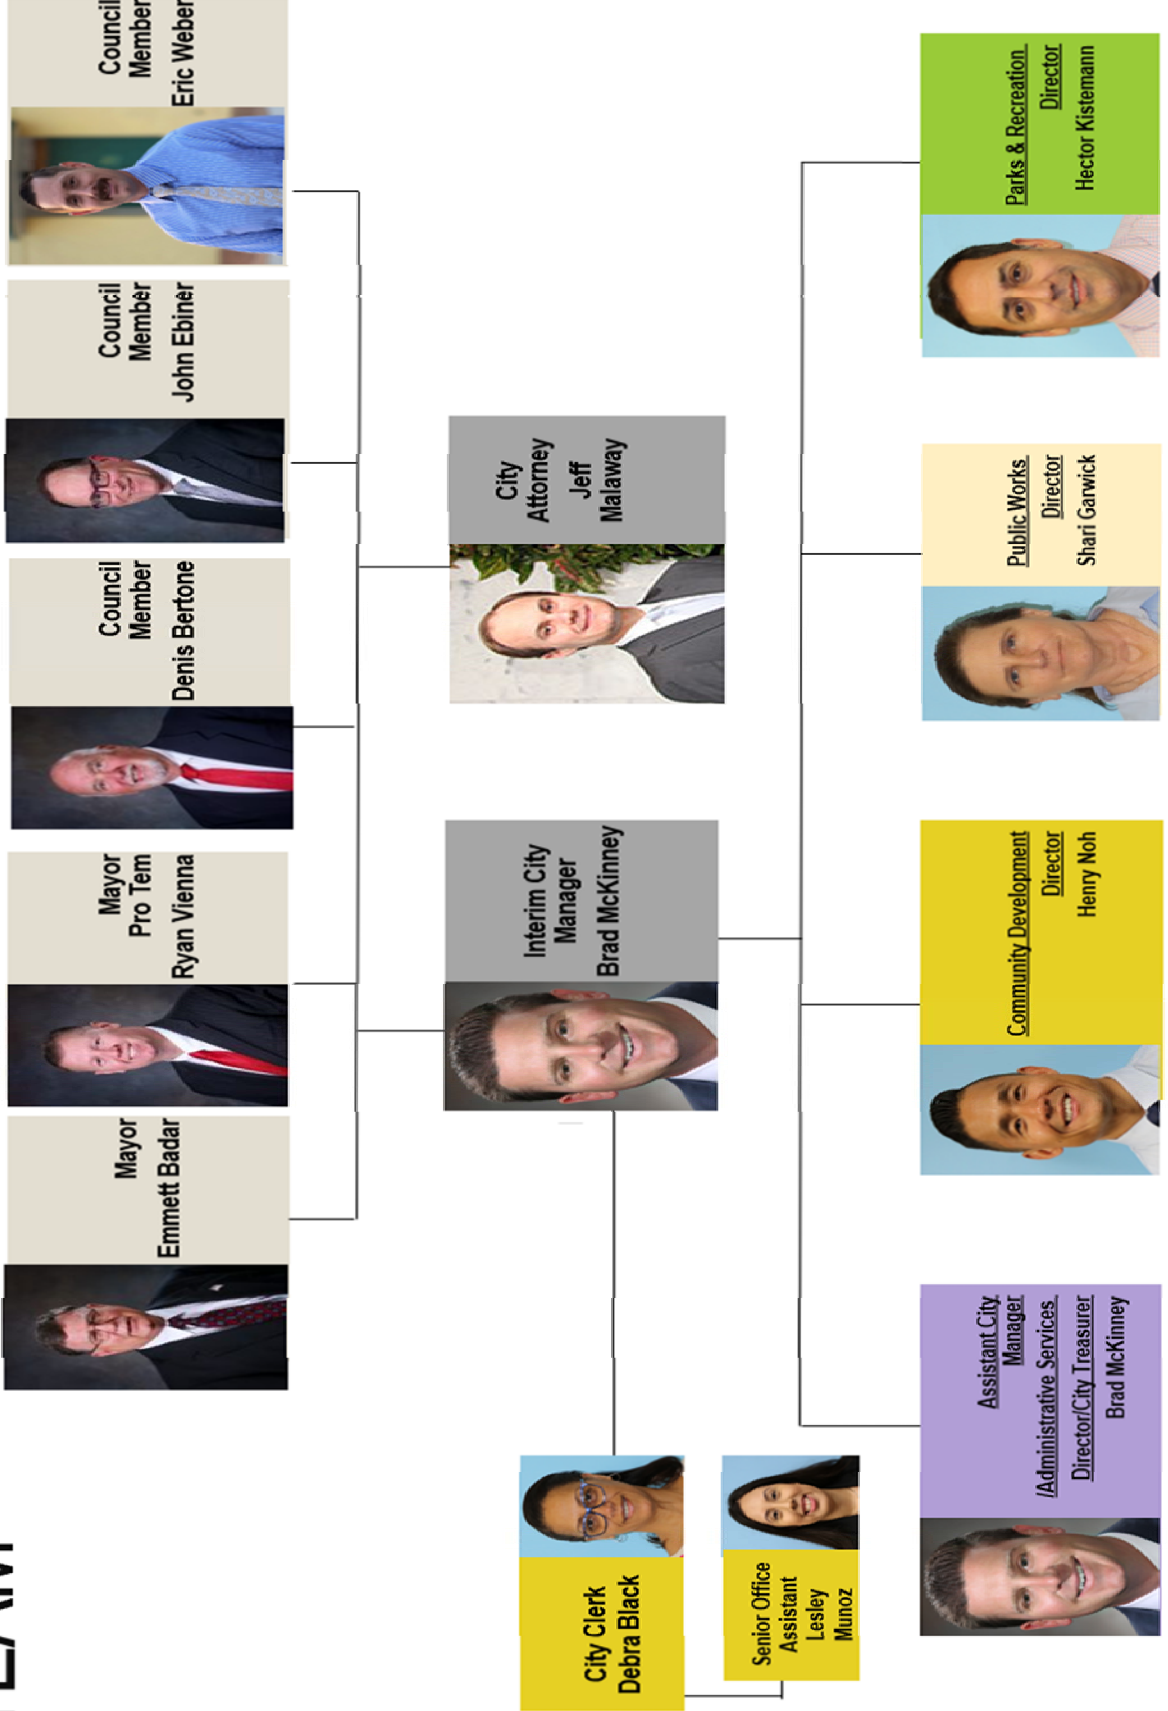 Mayor
Emmett Badar
Mayor
Pro Tem
Ryan Vienna
Council
Member
Denis Bertone
Council
Member
John Ebiner
Council
Member
Eric Weber
Interim City
Manager
Brad McKinney
City
Attorney
Jeff
Malaway
City Clerk
Debra Black
Senior Office
Assistant
Lesley
Munoz
Assistant City
Manager
/Administrative Services
Director/City Treasurer
Brad McKinney
Community Development
Director
Henry Noh
Public Works
Director
Shari Garwick
Parks & Recreation
Director
Hector Kistemann